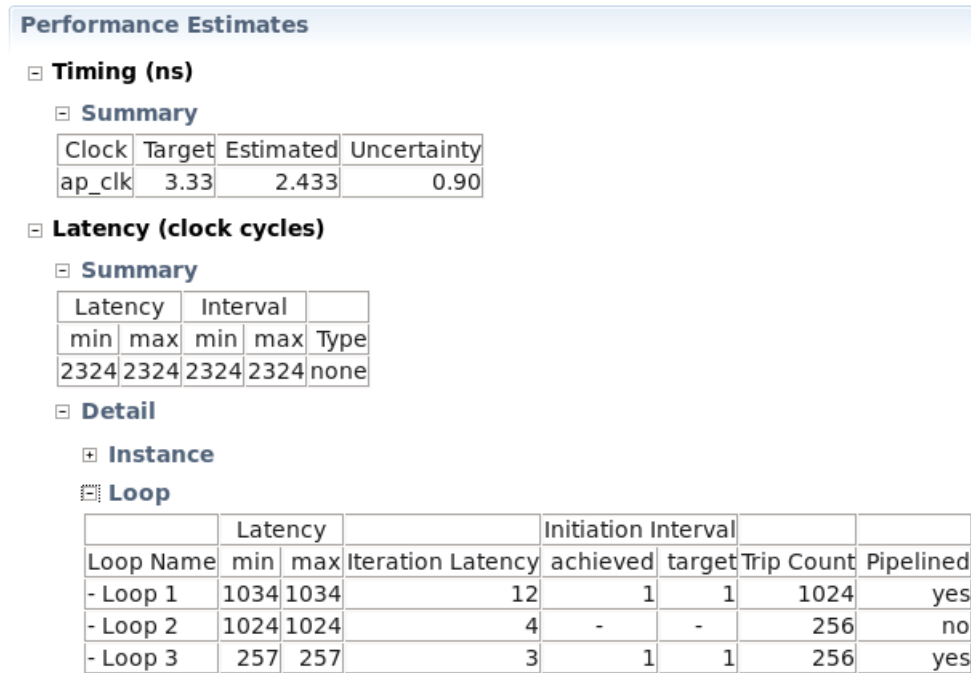 Performance Estimates
Timing (ns)
Summary
Clock Target Estimated Uncertainty
ap_clk 3.33 2.433 0.90
Latency (clock cycles)
Summary
Latency Interval
min max min max Type
2324 2324 2324 2324 none
Detail
Instance
Loop
Latency Initiation Interval
Loop Name min max Iteration Latency achieved target Trip Count Pipelined
- Loop 1 1034 1034 12 1 1 1024 yes
- Loop 2 1024 1024 4 - - 256 no
- Loop 3 257 257 3 1 1 256 yes